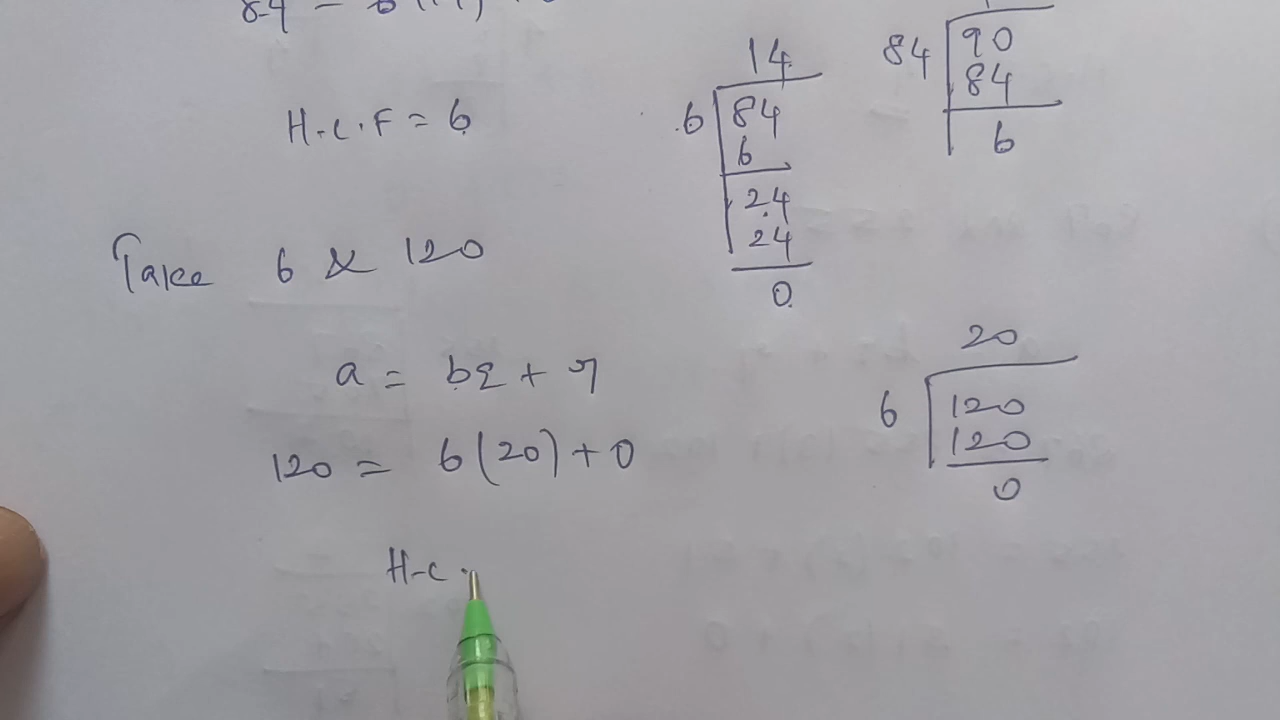 84 =
H.C.F = 6
Take 6 & 120
a = bq + r
120 = 6(20) + 0
H.C.
14
6 84
6
24
24
0
84 90
84
6
20
6 120
120
0